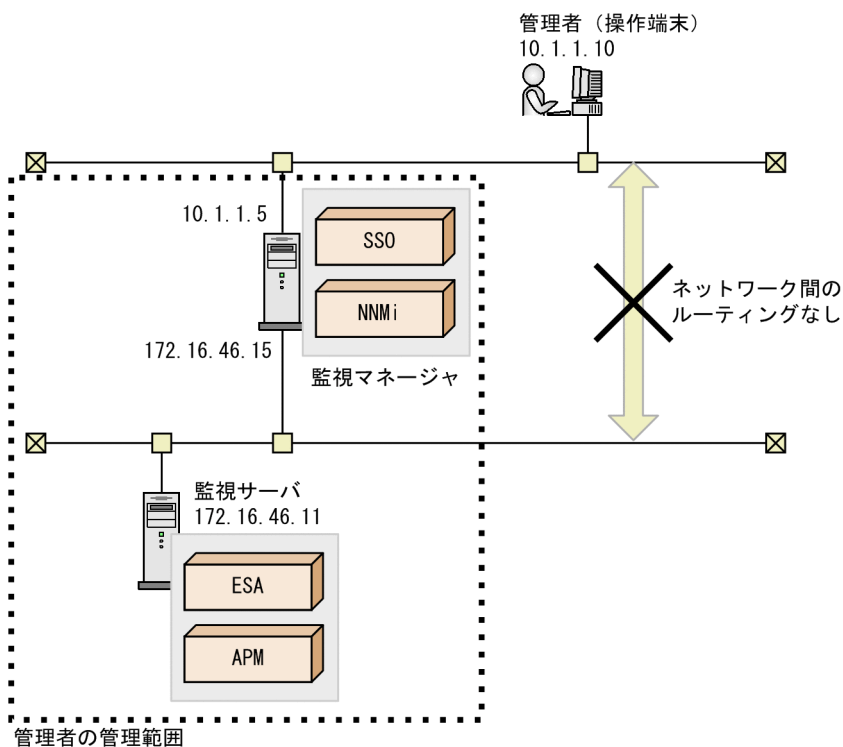 管理者（操作端末）
10.1.1.10
10.1.1.5
SSO
NNMi
172.16.46.15
監視マネージャ
ネットワーク間の
ルーティングなし
監視サーバ
172.16.46.11
ESA
APM
管理者の管理範囲